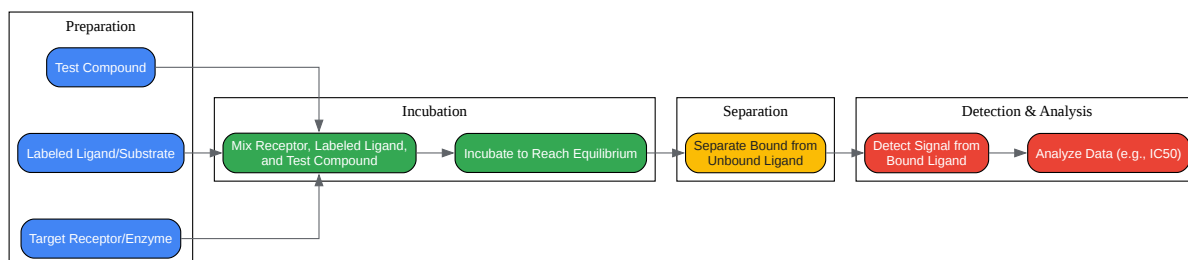 Preparation
Test Compound
Labeled Ligand/Substrate
Target Receptor/Enzyme
Incubation
Mix Receptor, Labeled Ligand,
and Test Compound
Incubate to Reach Equilibrium
Separation
Separate Bound from
Unbound Ligand
Detection & Analysis
Detect Signal from
Bound Ligand
Analyze Data (e.g., IC50)